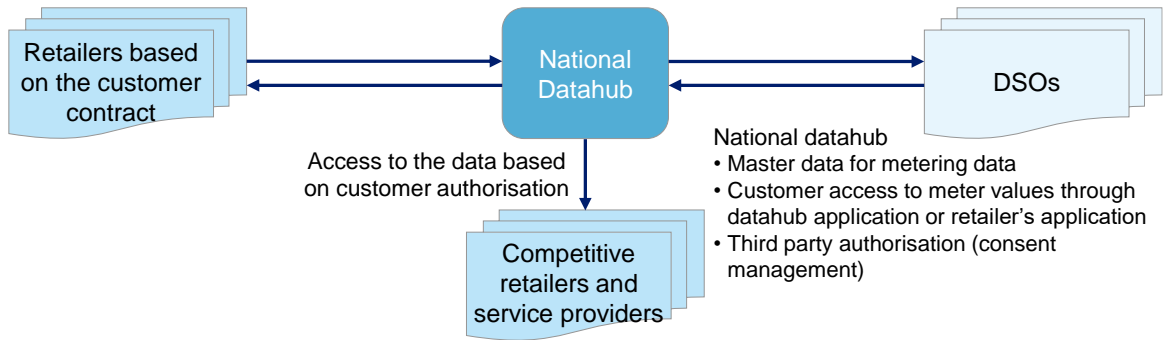 Retailers based
on the customer
contract
National
Datahub
DSOs
Access to the data based
on customer authorisation
National datahub
• Master data for metering data
• Customer access to meter values through
datahub application or retailer’s application
• Third party authorisation (consent
management)
Competitive
retailers and
service providers